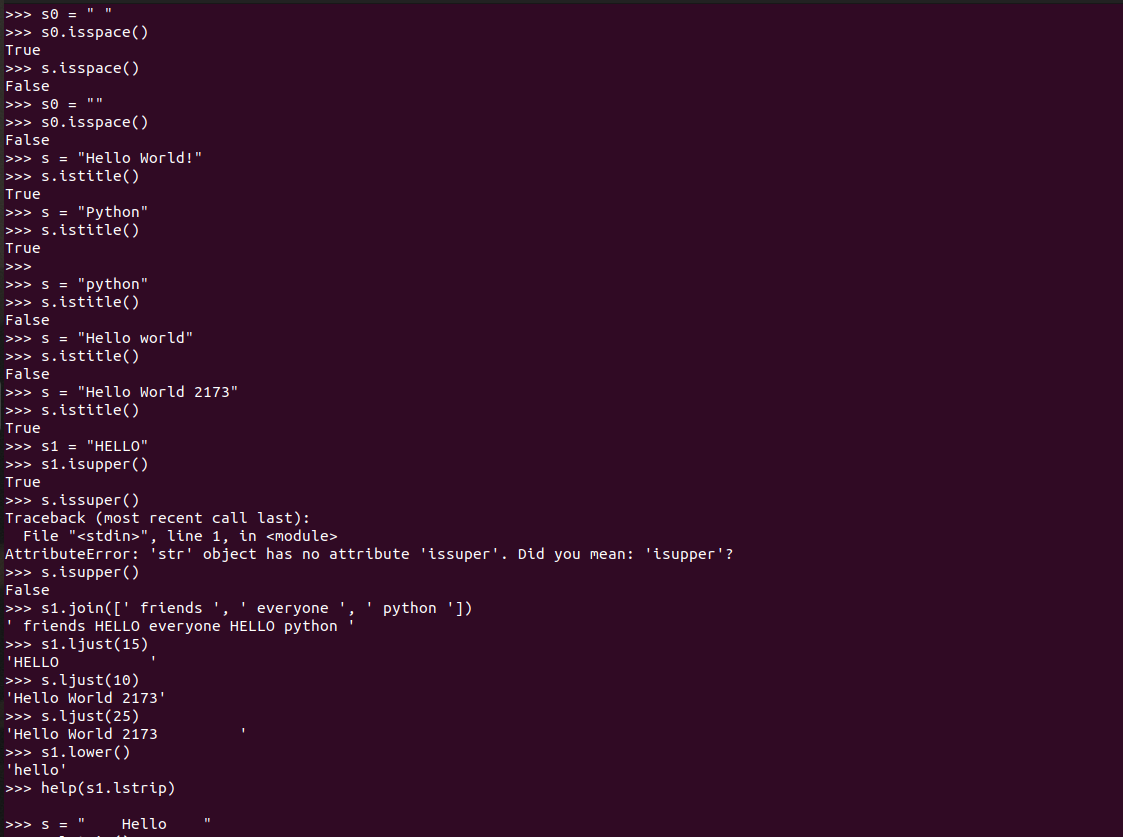 >>> s0 = " "
>>> s0.isspace()
True
>>> s.isspace()
False
>>> s0 = ""
>>> s0.isspace()
False
>>> s = "Hello World!"
>>> s.istitle()
True
>>> s = "Python"
>>> s.istitle()
True
>>>
>>> s = "python"
>>> s.istitle()
False
>>> s = "Hello world"
>>> s.istitle()
False
>>> s = "Hello World 2173"
>>> s.istitle()
True
>>> s1 = "HELLO"
>>> s1.isupper()
True
>>> s.issuper()
Traceback (most recent call last):
  File "<stdin>", line 1, in <module>
AttributeError: 'str' object has no attribute 'issuper'. Did you mean: 'isupper'?
>>> s.isupper()
False
>>> s1.join([' friends ', ' everyone ', ' python '])
' friends HELLO everyone HELLO python '
>>> s1.ljust(15)
'HELLO          '
>>> s.ljust(10)
'Hello World 2173'
>>> s.ljust(25)
'Hello World 2173         '
>>> s1.lower()
'hello'
>>> help(s1.lstrip)

>>> s = "    Hello    "